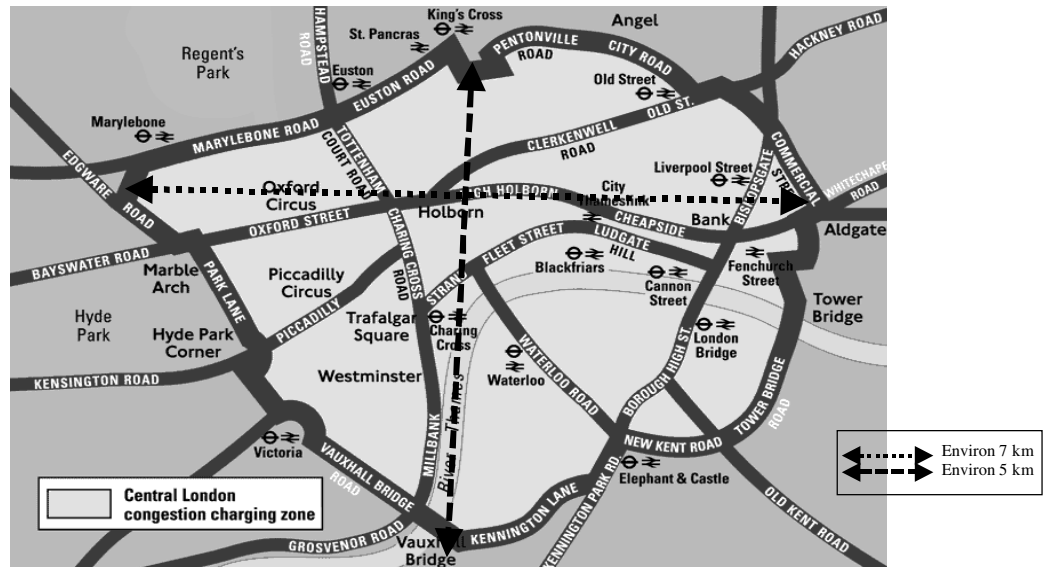 King's Cross
Angel
HAMPSTEAD
ROAD
St. Pancras
PENTONVILLE
ROAD
CITY ROAD
HACKNEY ROAD
Regent's
Park
Euston
EUSTON ROAD
Old Street
OLD ST.
Marylebone
MARYLEBONE ROAD
TOTTENHAM
COURT ROAD
CLERKENWELL
ROAD
COMMERCIAL
EDGWARE
ROAD
Liverpool Street
BISHOPSGATE
WHITECHAPEL
ROAD
Oxford
Circus
HIGH HOLBORN
City
Holborn
OXFORD STREET
CHEAPSIDE
Bank
Aldgate
BAYSWATER ROAD
Marble
Arch
PARK LANE
CHARING CROSS
ROAD
STRAND
FLEET STREET
LUDGATE
HILL
Blackfriars
Cannon
Street
Fenchurch
Street
Piccadilly
Circus
PICCADILLY
Hyde
Park
Hyde Park
Corner
Trafalgar
Square
Charing
Cross
Tower
Bridge
London
Bridge
Westminster
Waterloo
WATERLOO ROAD
BOROUGH HIGH ST.
TOWER BRIDGE
ROAD
KENSINGTON ROAD
MILLBANK
River Thames
NEW KENT ROAD
Victoria
VAUXHALL BRIDGE
ROAD
Elephant & Castle
KENNINGTON PARK RD.
KENNINGTON LANE
OLD KENT ROAD
GROSVENOR ROAD
Vauxhall
Bridge
Central London
congestion charging zone
Environ 7 km
Environ 5 km